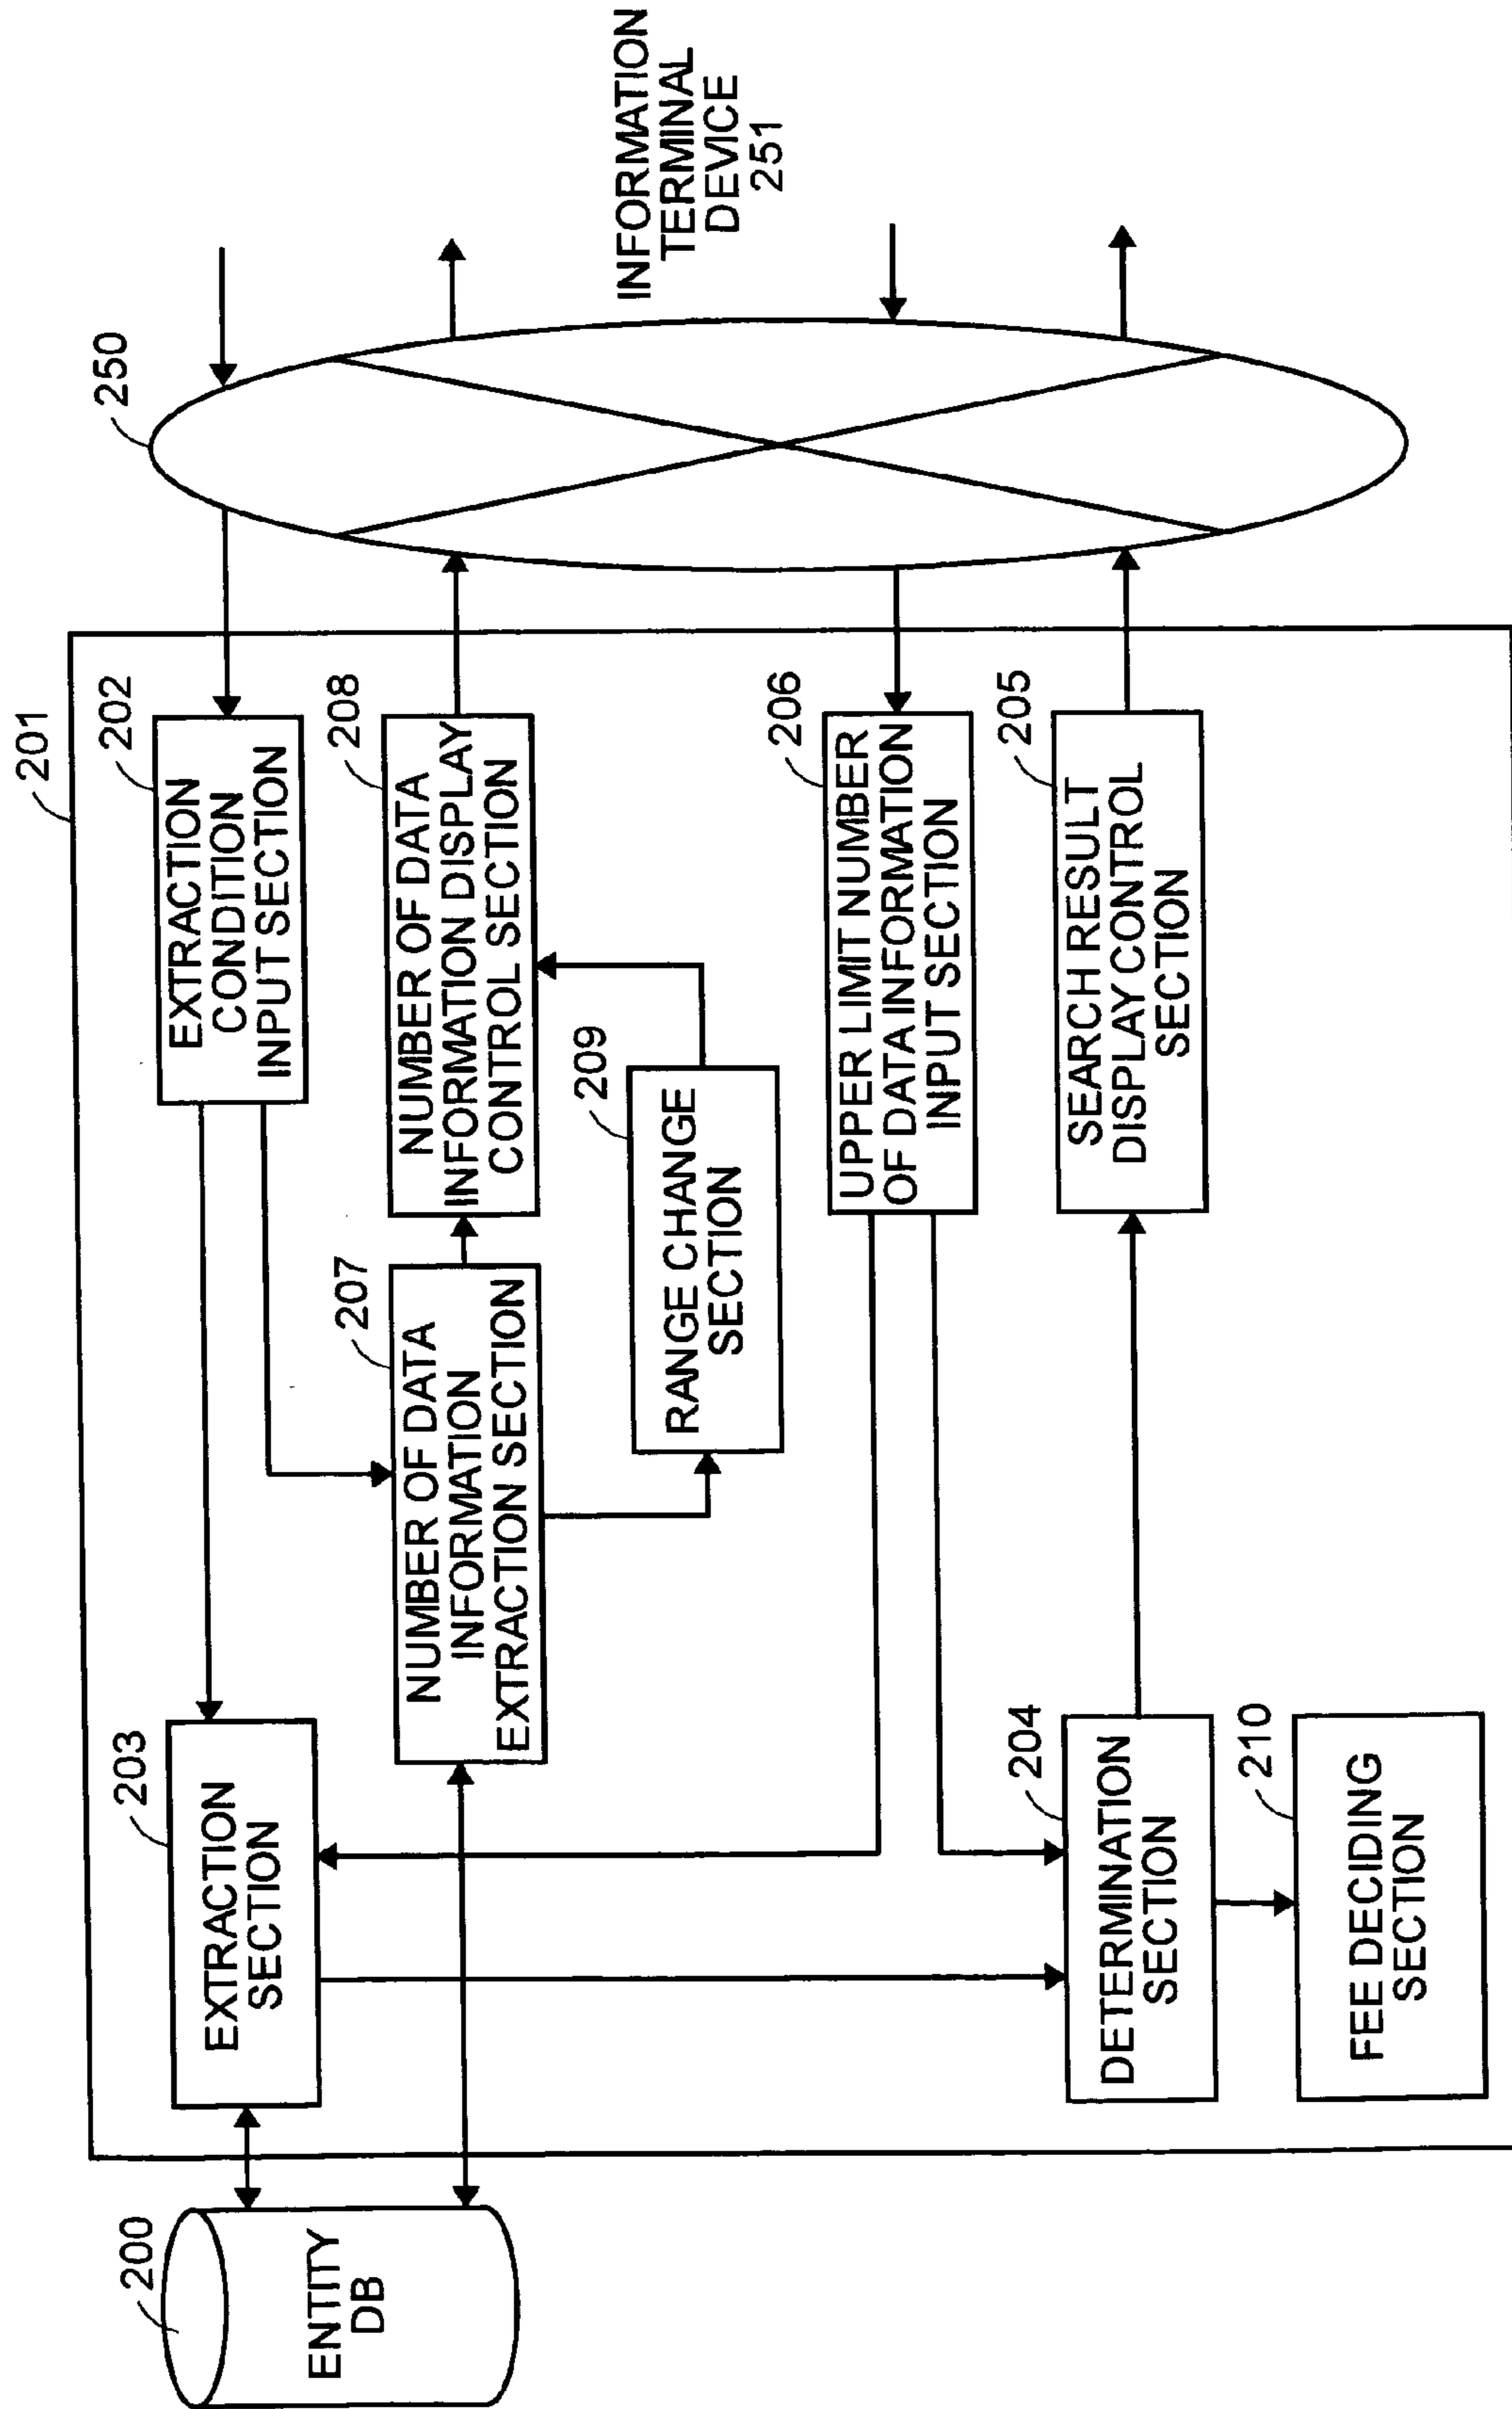 200
ENTITY
DB
201
203
EXTRACTION
SECTION
202
EXTRACTION
CONDITION
INPUT SECTION
207
NUMBER OF DATA
INFORMATION
EXTRACTION SECTION
208
NUMBER OF DATA
INFORMATION DISPLAY
CONTROL SECTION
209
RANGE CHANGE
SECTION
206
UPPER LIMIT NUMBER
OF DATA INFORMATION
INPUT SECTION
204
DETERMINATION
SECTION
205
SEARCH RESULT
DISPLAY CONTROL
SECTION
210
FEE DECIDING
SECTION
250
INFORMATION
TERMINAL
DEVICE
251